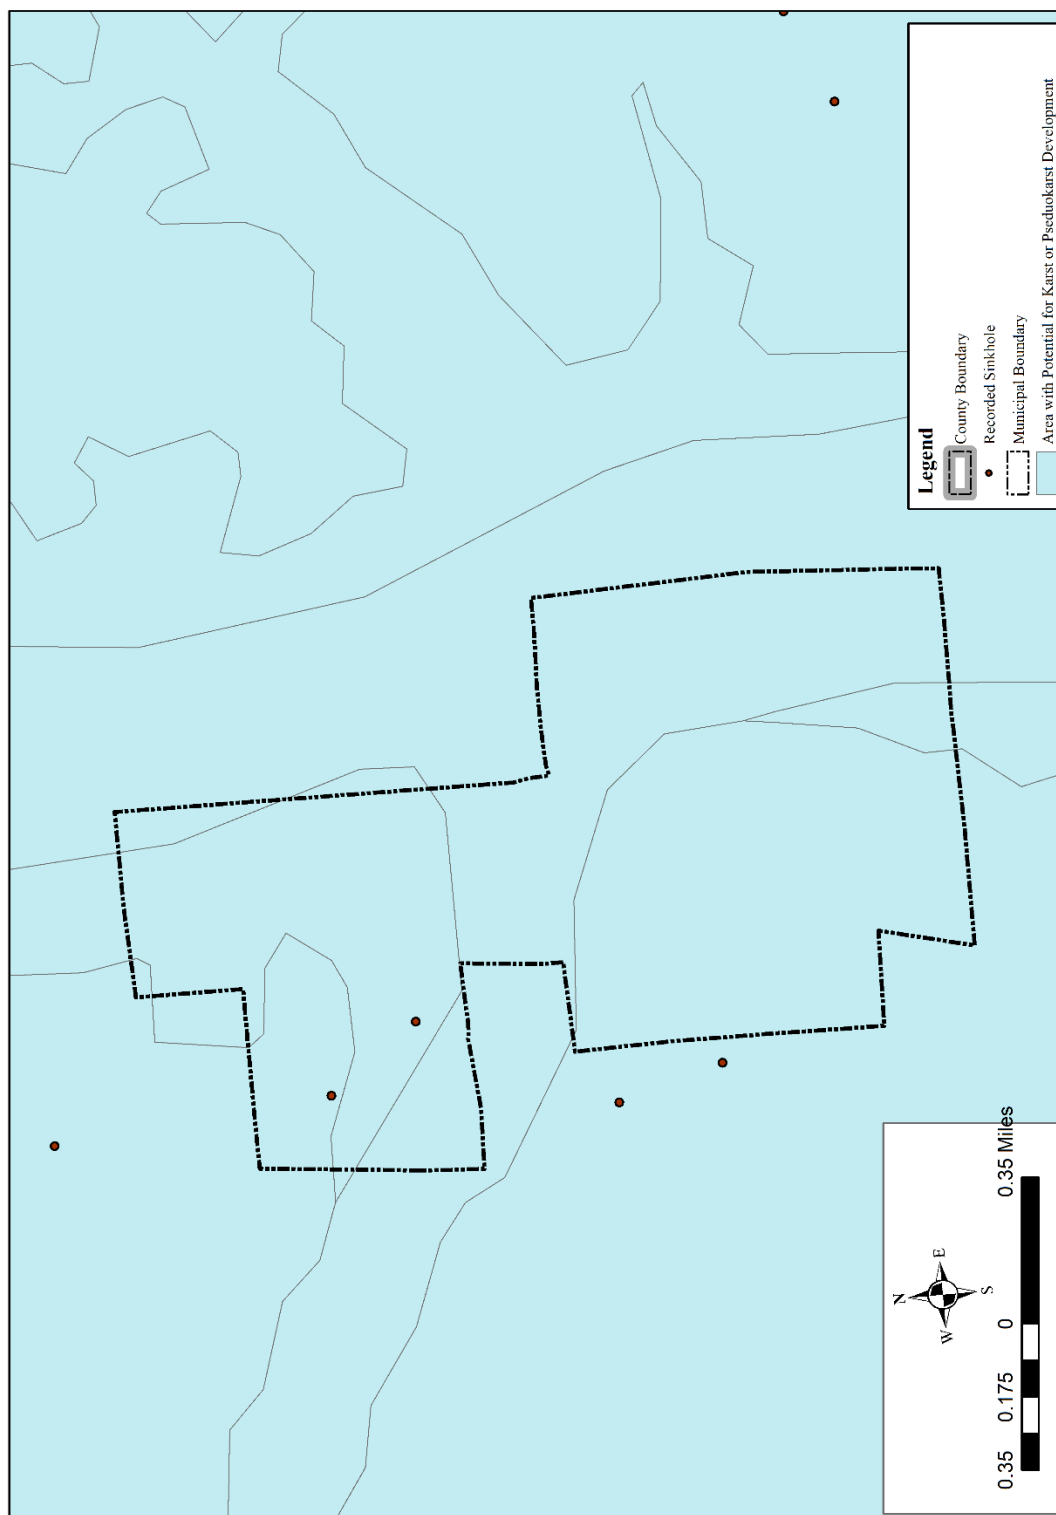 Legend
County Boundary
Recorded Sinkhole
Municipal Boundary
Area with Potential for Karst or Pseduokarst Development
N
W
E
S
0.35 0.175 0 0.35 Miles